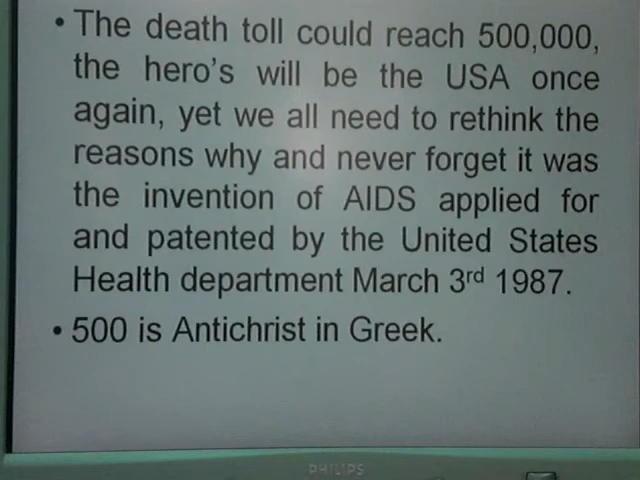 • The death toll could reach 500,000,
the hero's will be the USA once
again, yet we all need to rethink the
reasons why and never forget it was
the invention of AIDS applied for
and patented by the United States
Health department March 3rd 1987.
• 500 is Antichrist in Greek.
PHILIPS